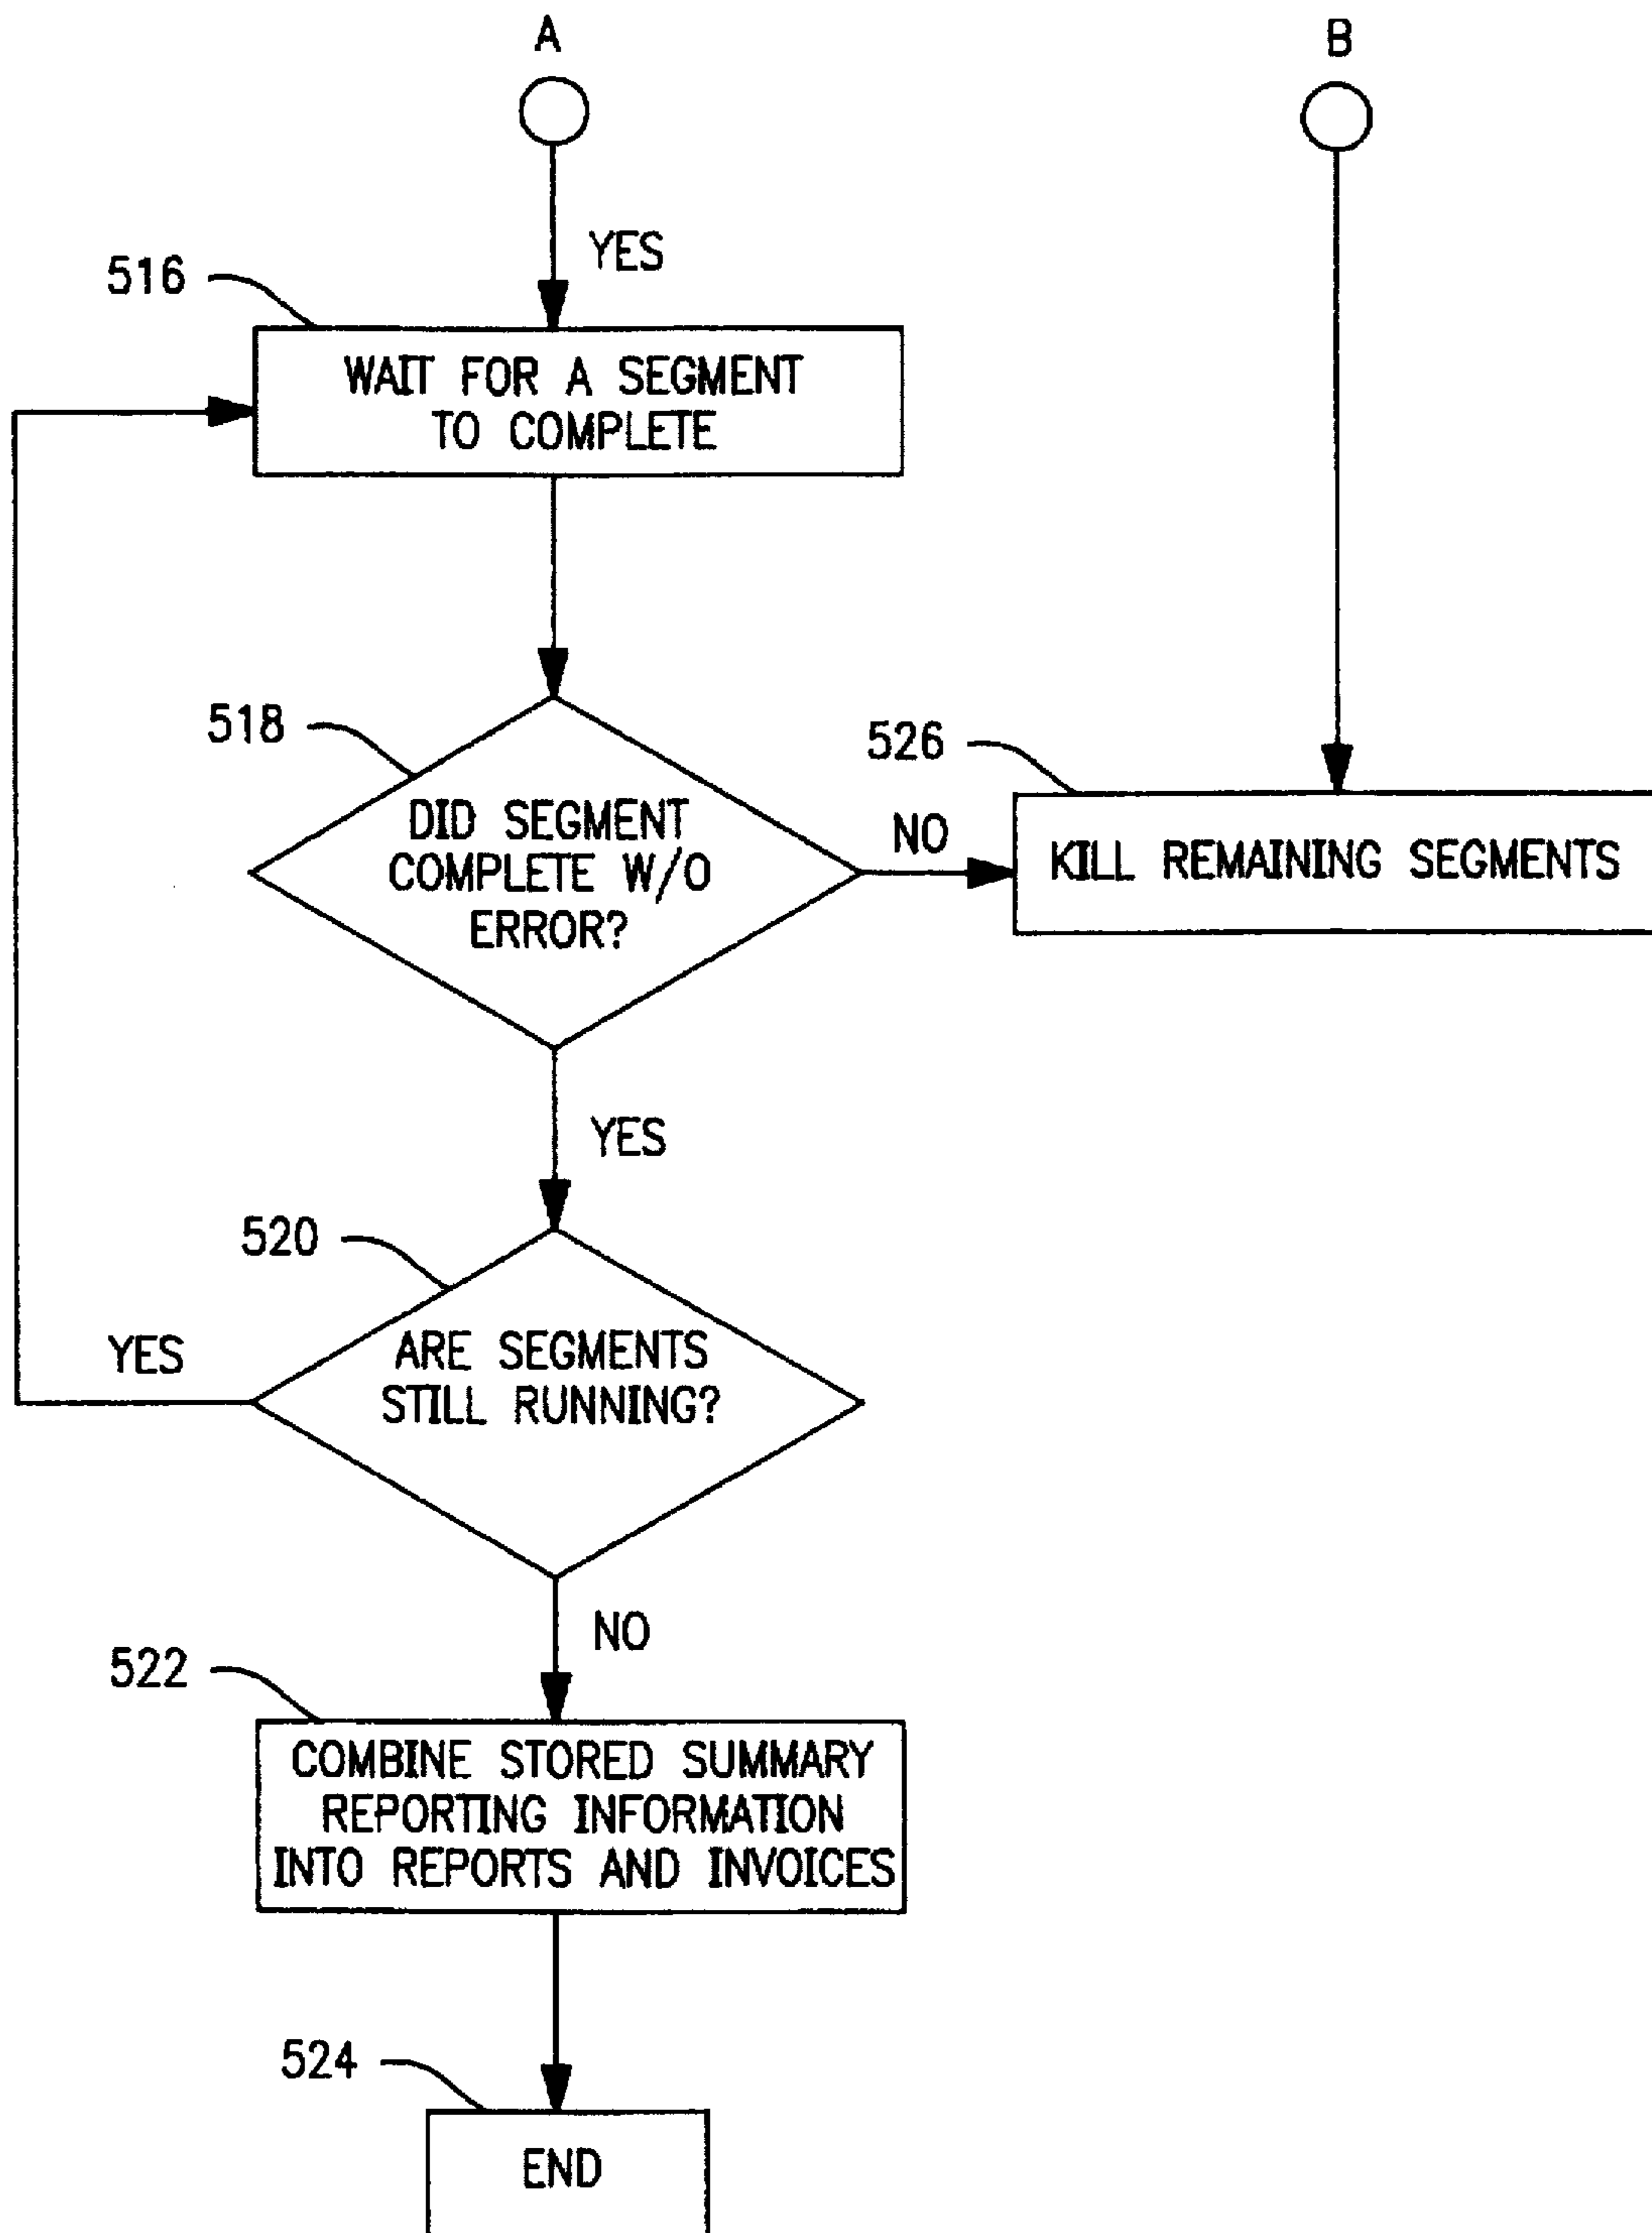 A
B
YES
516
WAIT FOR A SEGMENT
TO COMPLETE
518
DID SEGMENT
COMPLETE W/O
ERROR?
NO
526
KILL REMAINING SEGMENTS
YES
520
ARE SEGMENTS
STILL RUNNING?
YES
NO
522
COMBINE STORED SUMMARY
REPORTING INFORMATION
INTO REPORTS AND INVOICES
524
END